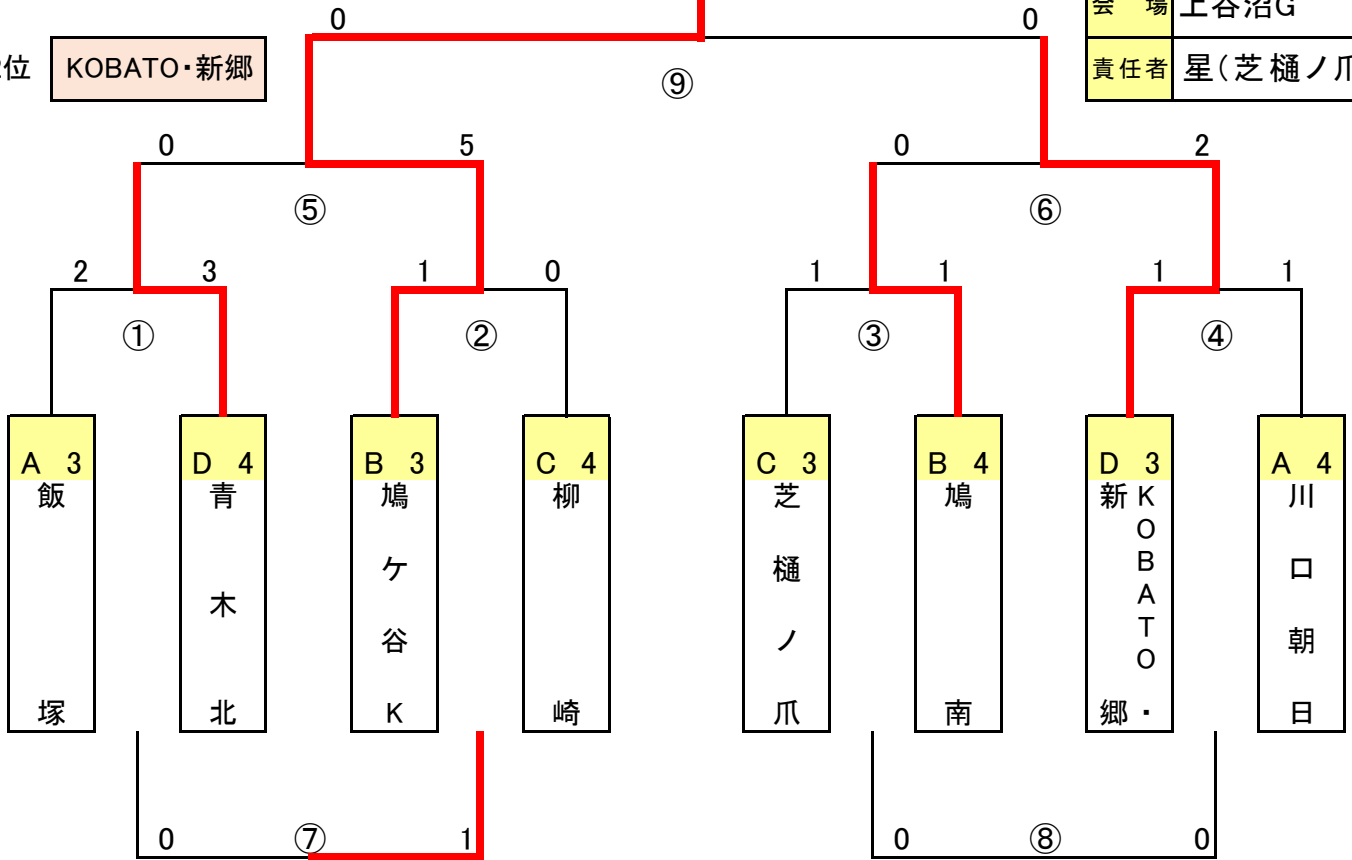 0 0
会場 上谷沼G
位 KOBATO・新郷
責任者 星(芝樋ノ爪
⑨
0 5 0 2
⑤ ⑥
2 3 1 0 1 1 1 1
① ② ③ ④
A 3 D 4 B 3 C 4 C 3 B 4 D 3 A 4
飯塚
青木北
鳩ケ谷K
柳崎
芝樋ノ爪
鳩南
KOBATO・新郷
川口朝日
0 ⑦ 1 0 ⑧ 0